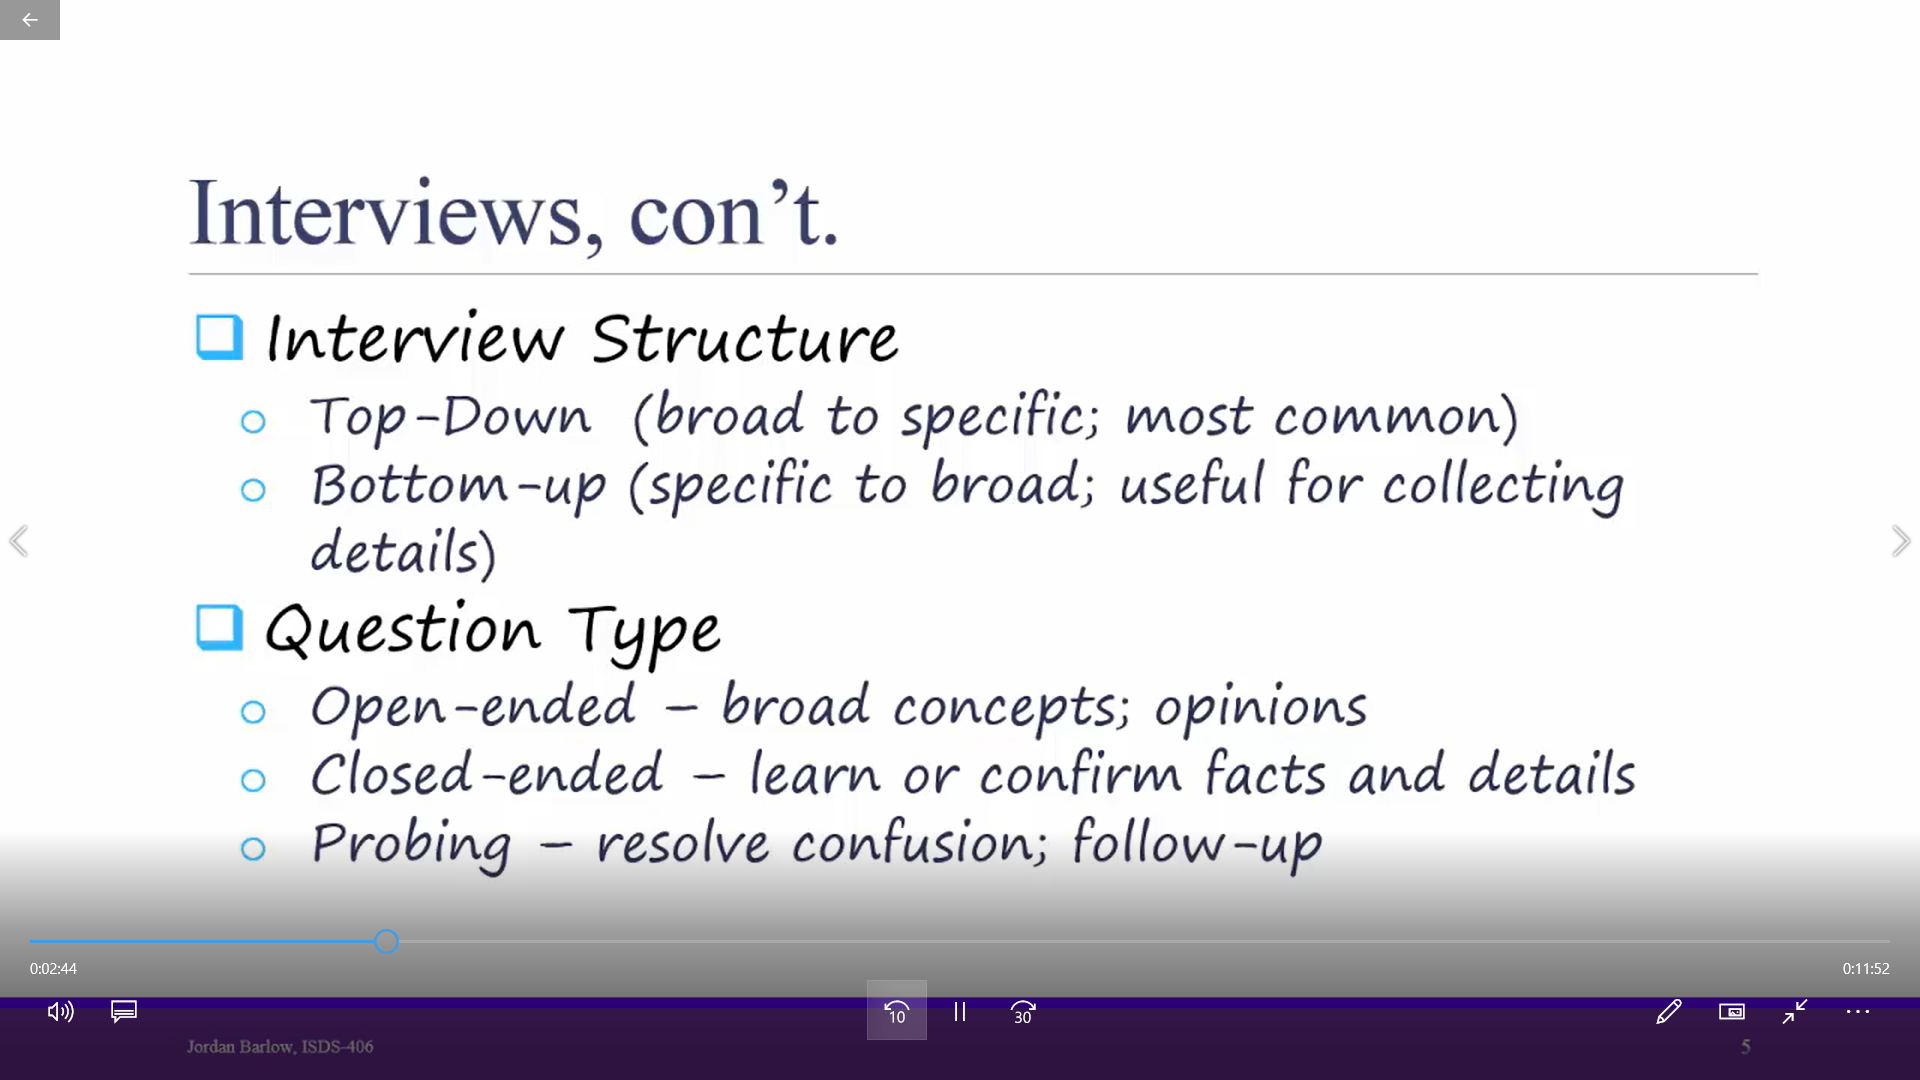 Interviews, con’t.
Interview Structure
Top-Down (broad to specific; most common)
Bottom-up (specific to broad; useful for collecting
details)
Question Type
Open-ended – broad concepts; opinions
Closed-ended – learn or confirm facts and details
Probing – resolve confusion; follow-up
0:02:44
0:11:52
10
30
Jordan Barlow, ISDS-406
5